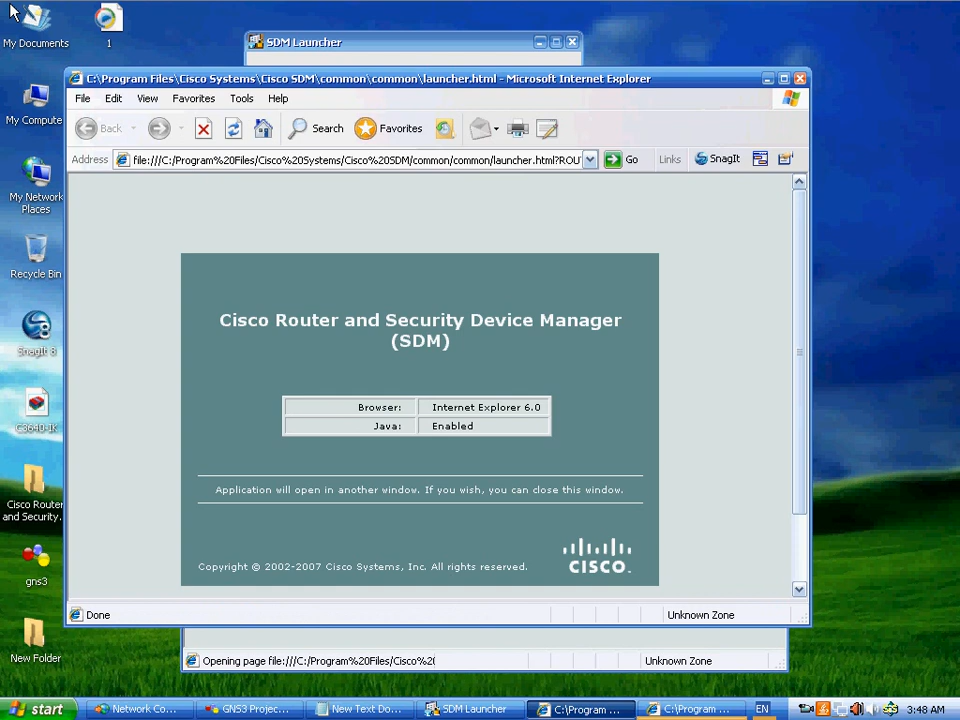 My Documents
1
SDM Launcher
C:\Program Files\Cisco Systems\Cisco SDM\common\common\launcher.html - Microsoft Internet Explorer
File Edit View Favorites Tools Help
My Compute
Back Search Favorites
Address file:///C:/Program%20Files/Cisco%20Systems/Cisco%20SDM/common/common/launcher.html?ROU Go Links SnagIt
My Network
Places
Recycle Bin
Cisco Router and Security Device Manager
(SDM)
SnagIt 8
Browser: Internet Explorer 6.0
Java: Enabled
C3640-IK
Application will open in another window. If you wish, you can close this window.
Cisco Router
and Security.
CISCO.
Copyright © 2002-2007 Cisco Systems, Inc. All rights reserved.
gns3
Done Unknown Zone
New Folder
Opening page file:///C:/Program%20Files/Cisco%20 Unknown Zone
start Network Co... GNS3 Projec... New Text Do... SDM Launcher C:\Program ... C:\Program ... EN 3:48 AM